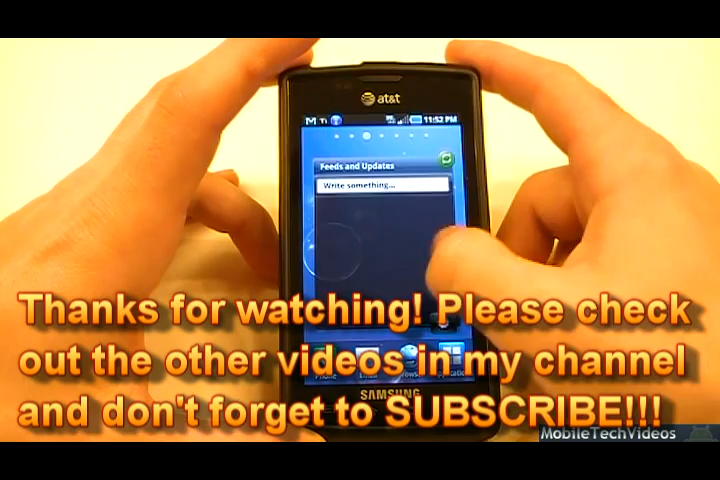 at&t
11:52 PM
Feeds and Updates
Write something...
Thanks for watching! Please check
out the other videos in my channel
and don't forget to SUBSCRIBE!!!
SAMSUNG
MobileTechVideos